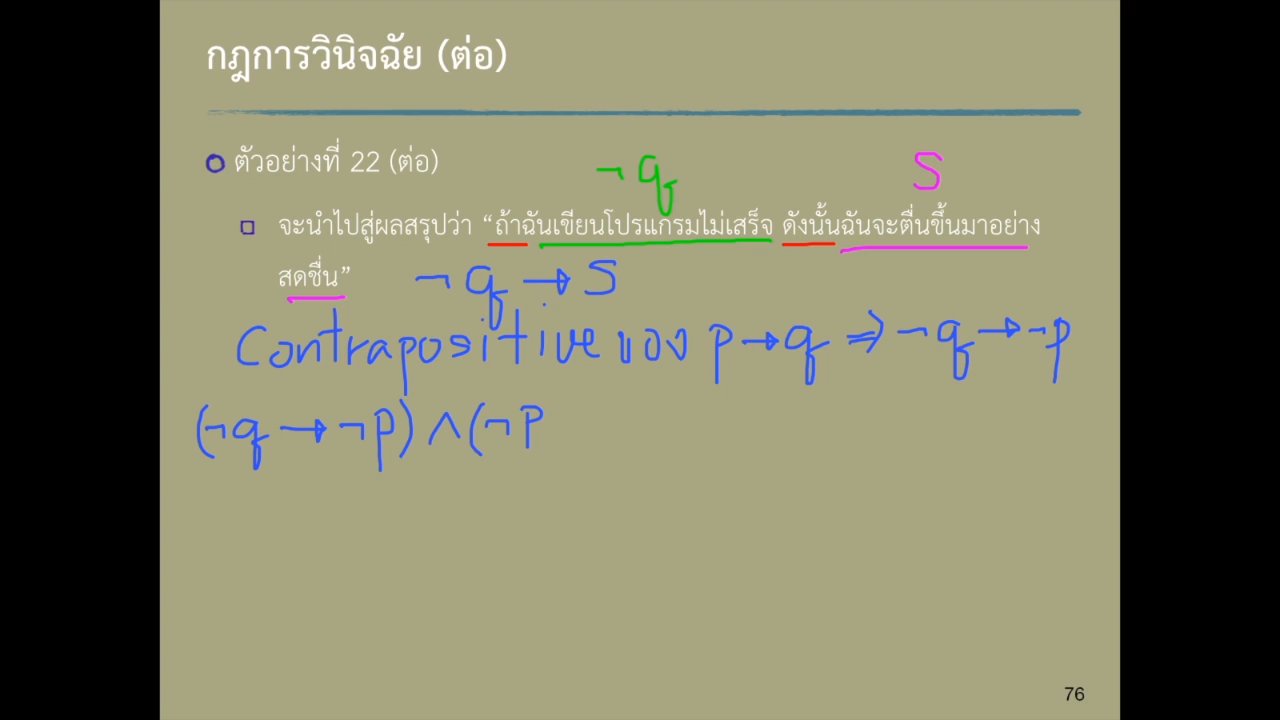 กฎการวินิจฉัย (ต่อ)
ตัวอย่างที่ 22 (ต่อ)
¬q S
จะนำไปสู่ผลสรุปว่า “ถ้าฉันเขียนโปรแกรมไม่เสร็จ ดังนั้นฉันจะตื่นขึ้นมาอย่าง
สดชื่น”
¬q → S
Contrapositive ของ p → q ⇒ ¬q → ¬p
(¬q → ¬p) ∧ (¬p
76